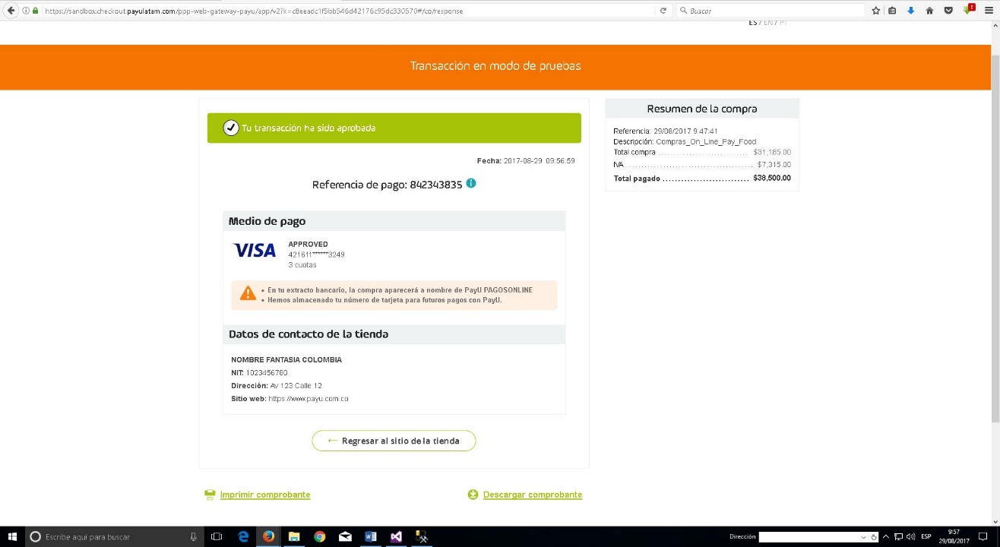 https://sandbox.checkout.payulatam.com/ppp-web-gateway-payu/app/v2?k=c8eeadc1f5bb546d42176c95dc330570#/co/response
Buscar
ES / EN / PT
Transacción en modo de pruebas
Tu transacción ha sido aprobada
Fecha: 2017-08-29 09:56:59
Referencia de pago: 842343835
Medio de pago
VISA
APPROVED
421611******3249
3 cuotas
• En tu extracto bancario, la compra aparecerá a nombre de PayU PAGOSONLINE
• Hemos almacenado tu número de tarjeta para futuros pagos con PayU.
Datos de contacto de la tienda
NOMBRE FANTASIA COLOMBIA
NIT: 1023456780
Dirección: Av 123 Calle 12
Sitio web: https://www.payu.com.co
← Regresar al sitio de la tienda
Imprimir comprobante
Descargar comprobante
Resumen de la compra
Referencia: 29/08/2017 9:47:41
Descripción: Compras_On_Line_Pay_Food
Total compra ............................. $31,185.00
IVA ......................................... $7,315.00
Total pagado ............................ $38,500.00
Escribe aquí para buscar
Dirección
ESP
9:57
29/08/2017